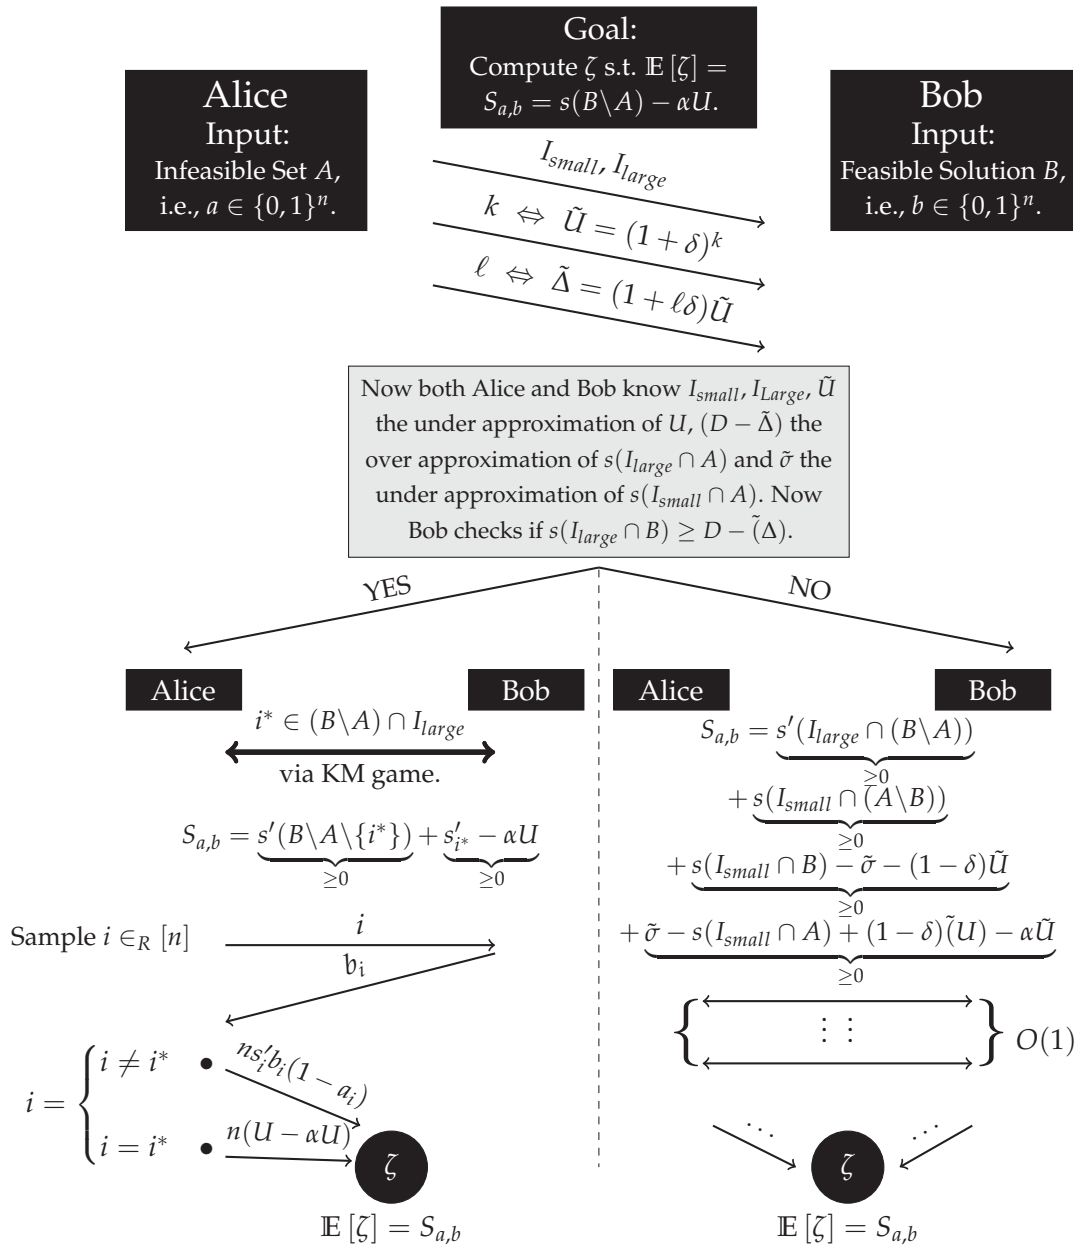 Goal:
Compute ζ s.t. 𝔼 [ζ] =
S_{a,b} = s(B\A) − αU.
Alice
Input:
Infeasible Set A,
i.e., a ∈ {0, 1}^n.
Bob
Input:
Feasible Solution B,
i.e., b ∈ {0, 1}^n.
I_{small}, I_{large}
k ⇔ Ũ = (1 + δ)^k
ℓ ⇔ Δ̃ = (1 + ℓδ)Ũ
Now both Alice and Bob know I_{small}, I_{Large}, Ũ
the under approximation of U, (D − Δ̃) the
over approximation of s(I_{large} ∩ A) and σ̃ the
under approximation of s(I_{small} ∩ A). Now
Bob checks if s(I_{large} ∩ B) ≥ D − (̃Δ).
YES
NO
Alice
Bob
i* ∈ (B\A) ∩ I_{large}
via KM game.
S_{a,b} = s′(B\A\{i*}) + s′_{i*} − αU
≥0 ≥0
Sample i ∈_R [n]
i
b_i
i = { i ≠ i* •
ns′_i b_i(1 − a_i)
i = i* •
n(U − αU)
ζ
𝔼 [ζ] = S_{a,b}
Alice
Bob
S_{a,b} = s′(I_{large} ∩ (B\A))
≥0
+ s(I_{small} ∩ (A\B))
≥0
+ s(I_{small} ∩ B) − σ̃ − (1 − δ)Ũ
≥0
+ σ̃ − s(I_{small} ∩ A) + (1 − δ)(̃U) − αŨ
≥0
{ ⋮ ⋮ } O(1)
... ...
ζ
𝔼 [ζ] = S_{a,b}